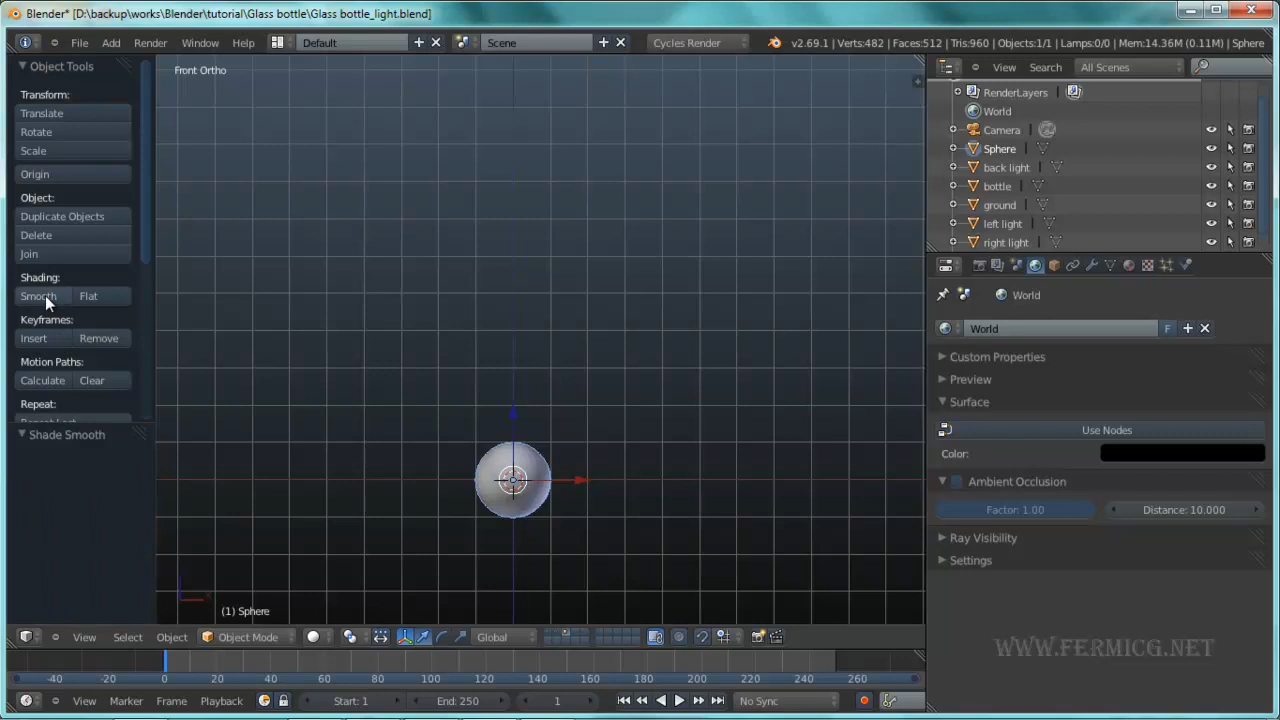 Blender* [D:\backup\works\Blender\tutorial\Glass bottle\Glass bottle_light.blend]
File Add Render Window Help Default Scene Cycles Render v2.69.1 | Verts:482 | Faces:512 | Tris:960 | Objects:1/1 | Lamps:0/0 | Mem:14.36M (0.11M) | Sphere
Object Tools
Transform:
Translate
Rotate
Scale
Origin
Object:
Duplicate Objects
Delete
Join
Shading:
Smooth Flat
Keyframes:
Insert Remove
Motion Paths:
Calculate Clear
Repeat:
Repeat Last
Shade Smooth
Front Ortho
(1) Sphere
View Select Object Object Mode Global
View Search All Scenes
RenderLayers
World
Camera
Sphere
back light
bottle
ground
left light
right light
World
World F
Custom Properties
Preview
Surface
Use Nodes
Color:
Ambient Occlusion
Factor: 1.00 Distance: 10.000
Ray Visibility
Settings
WWW.FERMICG.NET
-40 -20 0 20 40 60 80 100 120 140 160 180 200 220 240 260
View Marker Frame Playback Start: 1 End: 250 1 No Sync